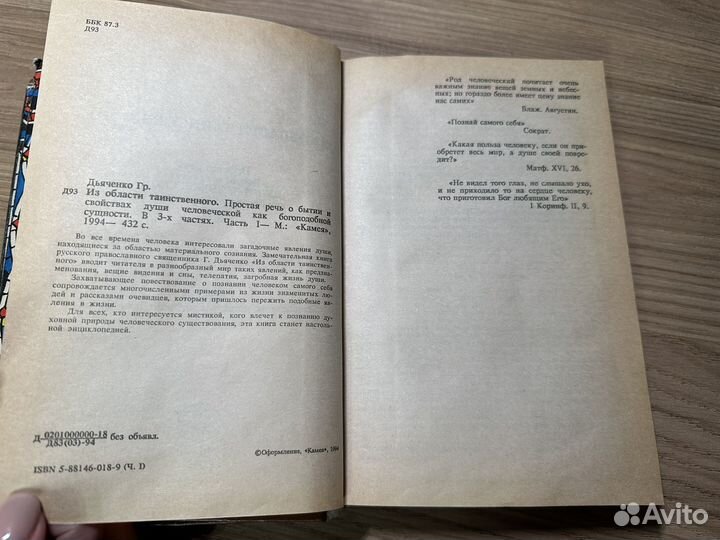 ББК 87.3
Д93
Дьяченко Гр.
Д93 Из области таинственного. Простая речь о бытии и
свойствах души человеческой как богоподобной
сущности. В 3-х частях. Часть I— М.: «Камея»,
1994— 432 с.
Во все времена человека интересовали загадочные явления души,
находящиеся за областью материального сознания. Замечательная книга
русского православного священника Г. Дьяченко «Из области таинствен-
ного» вводит читателя в разнообразный мир таких явлений, как предзна-
менования, вещие видения и сны, телепатия, загробная жизнь души.
Захватывающее повествование о познании человеком самого себя
сопровождается многочисленными примерами из жизни знаменитых лю-
дей и рассказами очевидцев, которым пришлось пережить подобные яв-
ления в жизни.
Для всех, кто интересуется мистикой, кого влечет к познанию ду-
ховной природы человеческого существования, эта книга станет настоль-
ной энциклопедией.
Д 0201000000-18 без объявл.
Д83(03)-94
©Оформление, «Камея», 1994
ISBN 5-88146-018-9 (Ч. I)
«Род человеческий почитает очень
важным знание вещей земных и небес-
ных; но гораздо более имеет цену знание
нас самих»
Блаж. Августин.
«Познай самого себя»
Сократ.
«Какая польза человеку, если он при-
обретет весь мир, а душе своей повре-
дит?»
Матф. XVI, 26.
«Не видел того глаз, не слышало ухо,
и не приходило то на сердце человеку,
что приготовил Бог любящим Его»
1 Коринф. II, 9.
Avito